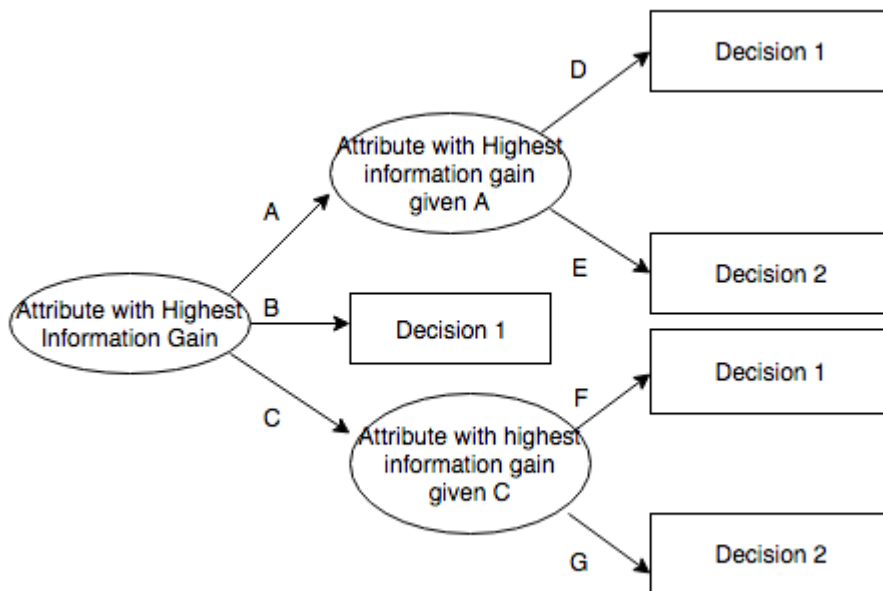 D
Decision 1
Attribute with Highest
information gain
given A
A
E
Decision 2
Attribute with Highest
Information Gain
B
Decision 1
C
F
Decision 1
Attribute with highest
information gain
given C
G
Decision 2